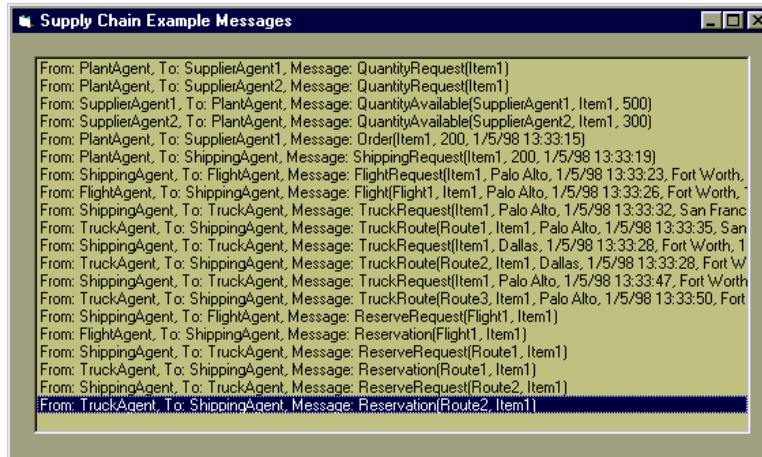 Supply Chain Example Messages
From: PlantAgent, To: SupplierAgent1, Message: QuantityRequest(Item1)
From: PlantAgent, To: SupplierAgent2, Message: QuantityRequest(Item1)
From: SupplierAgent1, To: PlantAgent, Message: QuantityAvailable(SupplierAgent1, Item1, 500)
From: SupplierAgent2, To: PlantAgent, Message: QuantityAvailable(SupplierAgent2, Item1, 300)
From: PlantAgent, To: SupplierAgent1, Message: Order(Item1, 200, 1/5/98 13:33:15)
From: PlantAgent, To: ShippingAgent, Message: ShippingRequest(Item1, 200, 1/5/98 13:33:19)
From: ShippingAgent, To: FlightAgent, Message: FlightRequest(Item1, Palo Alto, 1/5/98 13:33:23, Fort Worth,
From: FlightAgent, To: ShippingAgent, Message: Flight(Flight1, Item1, Palo Alto, 1/5/98 13:33:26, Fort Worth,
From: ShippingAgent, To: TruckAgent, Message: TruckRequest(Item1, Palo Alto, 1/5/98 13:33:32, San Franc
From: TruckAgent, To: ShippingAgent, Message: TruckRoute(Route1, Item1, Palo Alto, 1/5/98 13:33:35, San
From: ShippingAgent, To: TruckAgent, Message: TruckRequest(Item1, Dallas, 1/5/98 13:33:28, Fort Worth, 1
From: TruckAgent, To: ShippingAgent, Message: TruckRoute(Route2, Item1, Dallas, 1/5/98 13:33:28, Fort W
From: ShippingAgent, To: TruckAgent, Message: TruckRequest(Item1, Palo Alto, 1/5/98 13:33:47, Fort Worth
From: TruckAgent, To: ShippingAgent, Message: TruckRoute(Route3, Item1, Palo Alto, 1/5/98 13:33:50, Fort
From: ShippingAgent, To: FlightAgent, Message: ReserveRequest(Flight1, Item1)
From: FlightAgent, To: ShippingAgent, Message: Reservation(Flight1, Item1)
From: ShippingAgent, To: TruckAgent, Message: ReserveRequest(Route1, Item1)
From: TruckAgent, To: ShippingAgent, Message: Reservation(Route1, Item1)
From: ShippingAgent, To: TruckAgent, Message: ReserveRequest(Route2, Item1)
From: TruckAgent, To: ShippingAgent, Message: Reservation(Route2, Item1)